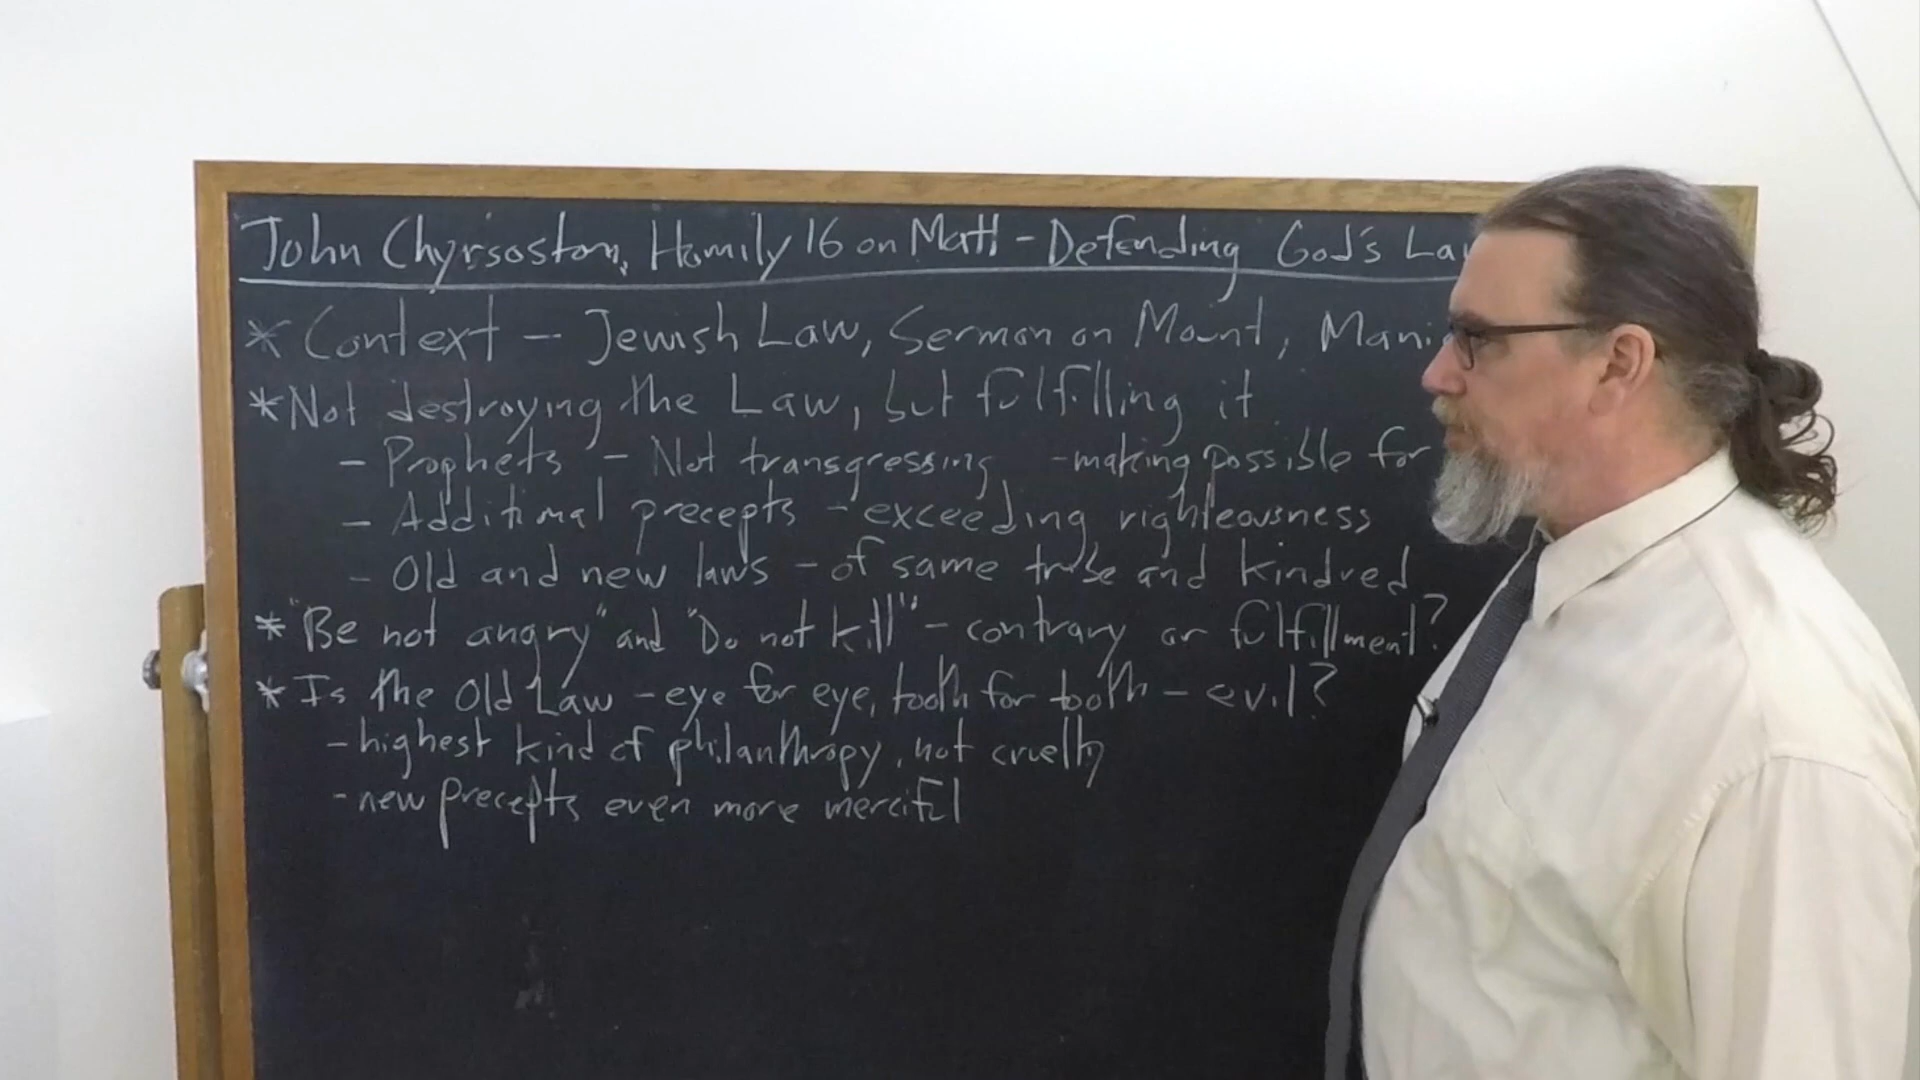 John Chyrsostom, Homily 16 on Matt - Defending God's Law
* Context - Jewish Law, Sermon on Mount, Mani
* Not destroying the Law, but fulfilling it
- Prophets - Not transgressing - making possible for
- Additional precepts - exceeding righteousness
- Old and new laws - of same tribe and kindred
* "Be not angry" and "Do not kill" - contrary or fulfillment?
* Is the Old Law - eye for eye, tooth for tooth - evil?
- highest kind of philanthropy, not cruelty
- new precepts even more merciful